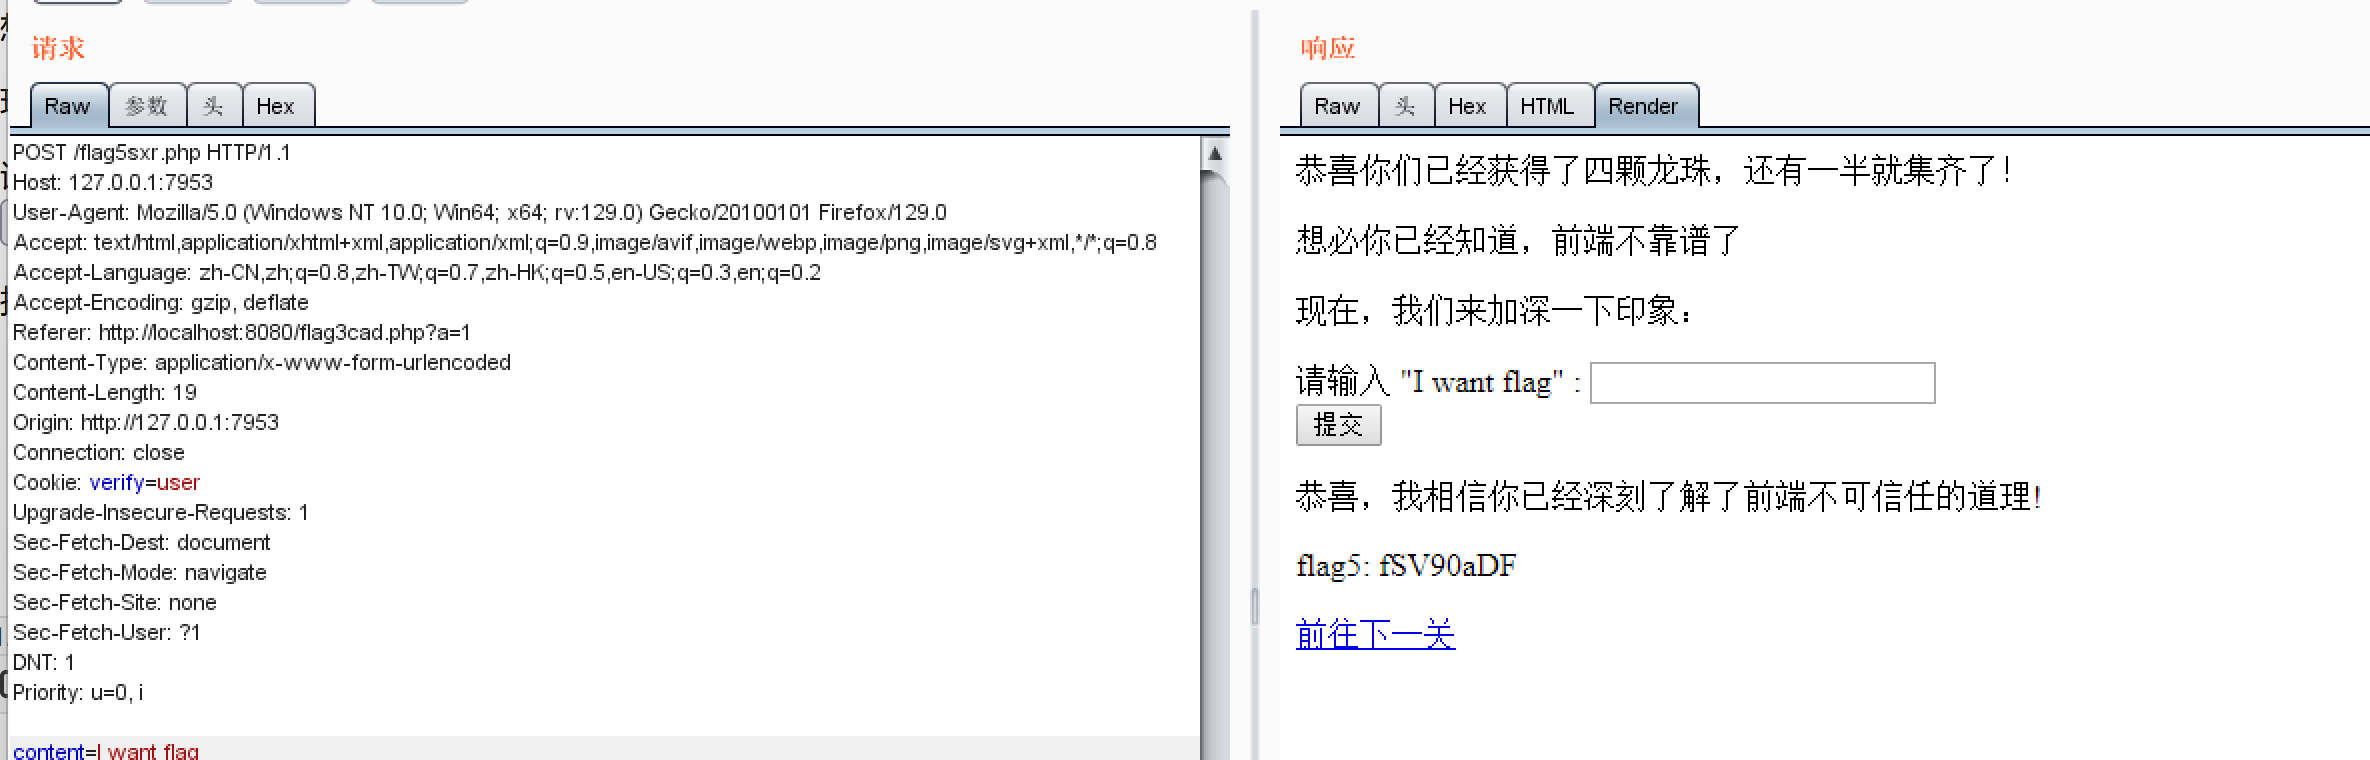 请求
Raw 参数 头 Hex
POST /flag5sxr.php HTTP/1.1
Host: 127.0.0.1:7953
User-Agent: Mozilla/5.0 (Windows NT 10.0; Win64; x64; rv:129.0) Gecko/20100101 Firefox/129.0
Accept: text/html,application/xhtml+xml,application/xml;q=0.9,image/avif,image/webp,image/png,image/svg+xml,*/*;q=0.8
Accept-Language: zh-CN,zh;q=0.8,zh-TW;q=0.7,zh-HK;q=0.5,en-US;q=0.3,en;q=0.2
Accept-Encoding: gzip, deflate
Referer: http://localhost:8080/flag3cad.php?a=1
Content-Type: application/x-www-form-urlencoded
Content-Length: 19
Origin: http://127.0.0.1:7953
Connection: close
Cookie: verify=user
Upgrade-Insecure-Requests: 1
Sec-Fetch-Dest: document
Sec-Fetch-Mode: navigate
Sec-Fetch-Site: none
Sec-Fetch-User: ?1
DNT: 1
Priority: u=0, i
content=I want flag
响应
Raw 头 Hex HTML Render
恭喜你们已经获得了四颗龙珠，还有一半就集齐了！
想必你已经知道，前端不靠谱了
现在，我们来加深一下印象：
请输入 "I want flag" :
提交
恭喜，我相信你已经深刻了解了前端不可信任的道理!
flag5: fSV90aDF
前往下一关